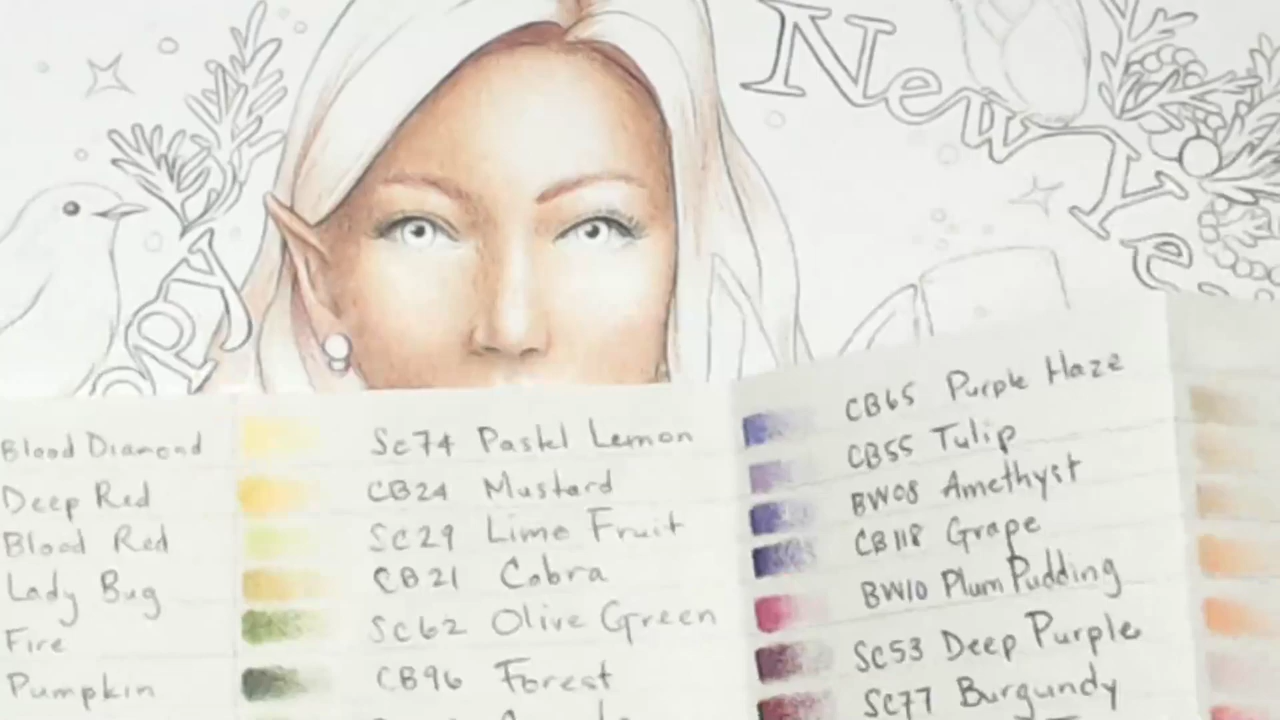 New
Ye
ppy
Blood Diamond
Deep Red
Blood Red
Lady Bug
Fire
Pumpkin
SC74 Pastel Lemon
CB24 Mustard
SC29 Lime Fruit
CB21 Cobra
SC62 Olive Green
CB96 Forest
CB65 Purple Haze
CB55 Tulip
BW08 Amethyst
CB118 Grape
BW10 Plum Pudding
SC53 Deep Purple
SC77 Burgundy